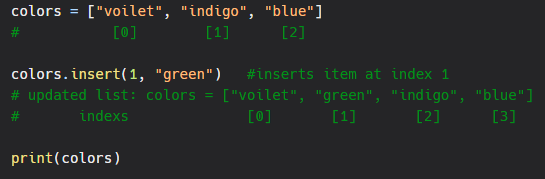 colors = ["voilet", "indigo", "blue"]
# [0] [1] [2]
colors.insert(1, "green") #inserts item at index 1
# updated list: colors = ["voilet", "green", "indigo", "blue"]
# indexs [0] [1] [2] [3]
print(colors)